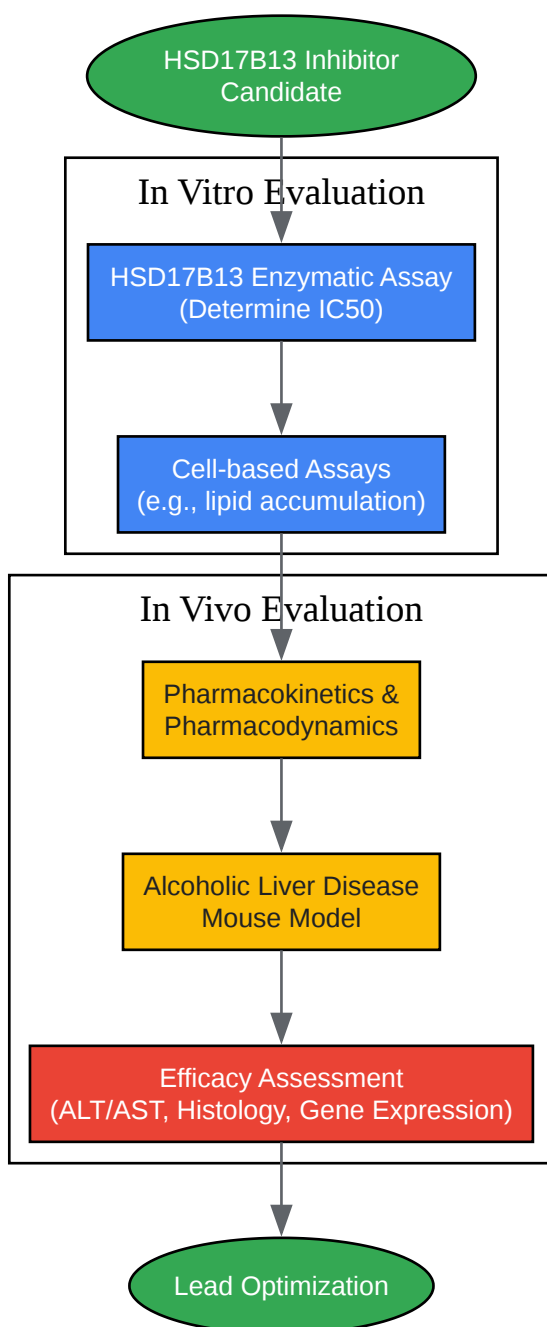 HSD17B13 Inhibitor
Candidate
In Vitro Evaluation
HSD17B13 Enzymatic Assay
(Determine IC50)
Cell-based Assays
(e.g., lipid accumulation)
In Vivo Evaluation
Pharmacokinetics &
Pharmacodynamics
Alcoholic Liver Disease
Mouse Model
Efficacy Assessment
(ALT/AST, Histology, Gene Expression)
Lead Optimization